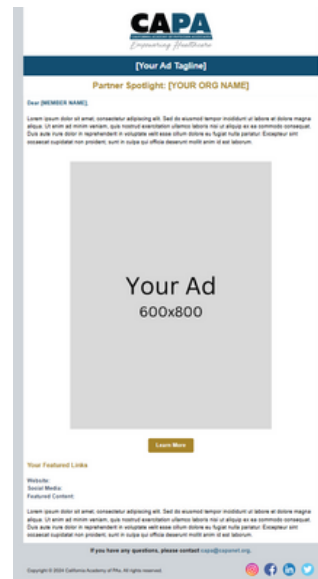 CAPA
CALIFORNIA ACADEMY OF PHYSICIAN ASSOCIATES
Empowering Healthcare
[Your Ad Tagline]
Partner Spotlight: [YOUR ORG NAME]
Dear [MEMBER NAME],
Lorem ipsum dolor sit amet, consectetur adipiscing elit, Sed do eiusmod tempor incididunt ut labore et dolore magna
aliqua. Ut enim ad minim veniam, quis nostrud exercitation ullamco laboris nisi ut aliquip ex ea commodo consequat.
Duis aute irure dolor in reprehenderit in voluptate velit esse cillum dolore eu fugiat nulla pariatur. Excepteur sint
occaecat cupidatat non proident, sunt in culpa qui officia deserunt mollit anim id est laborum.
Your Ad
600x800
Learn More
Your Featured Links
Website:
Social Media:
Featured Content:
Lorem ipsum dolor sit amet, consectetur adipiscing elit, Sed do eiusmod tempor incididunt ut labore et dolore magna
aliqua. Ut enim ad minim veniam, quis nostrud exercitation ullamco laboris nisi ut aliquip ex ea commodo consequat.
Duis aute irure dolor in reprehenderit in voluptate velit esse cillum dolore eu fugiat nulla pariatur. Excepteur sint
occaecat cupidatat non proident, sunt in culpa qui officia deserunt mollit anim id est laborum.
If you have any questions, please contact capa@capanet.org.
Copyright © 2024 California Academy of PAs, All rights reserved.